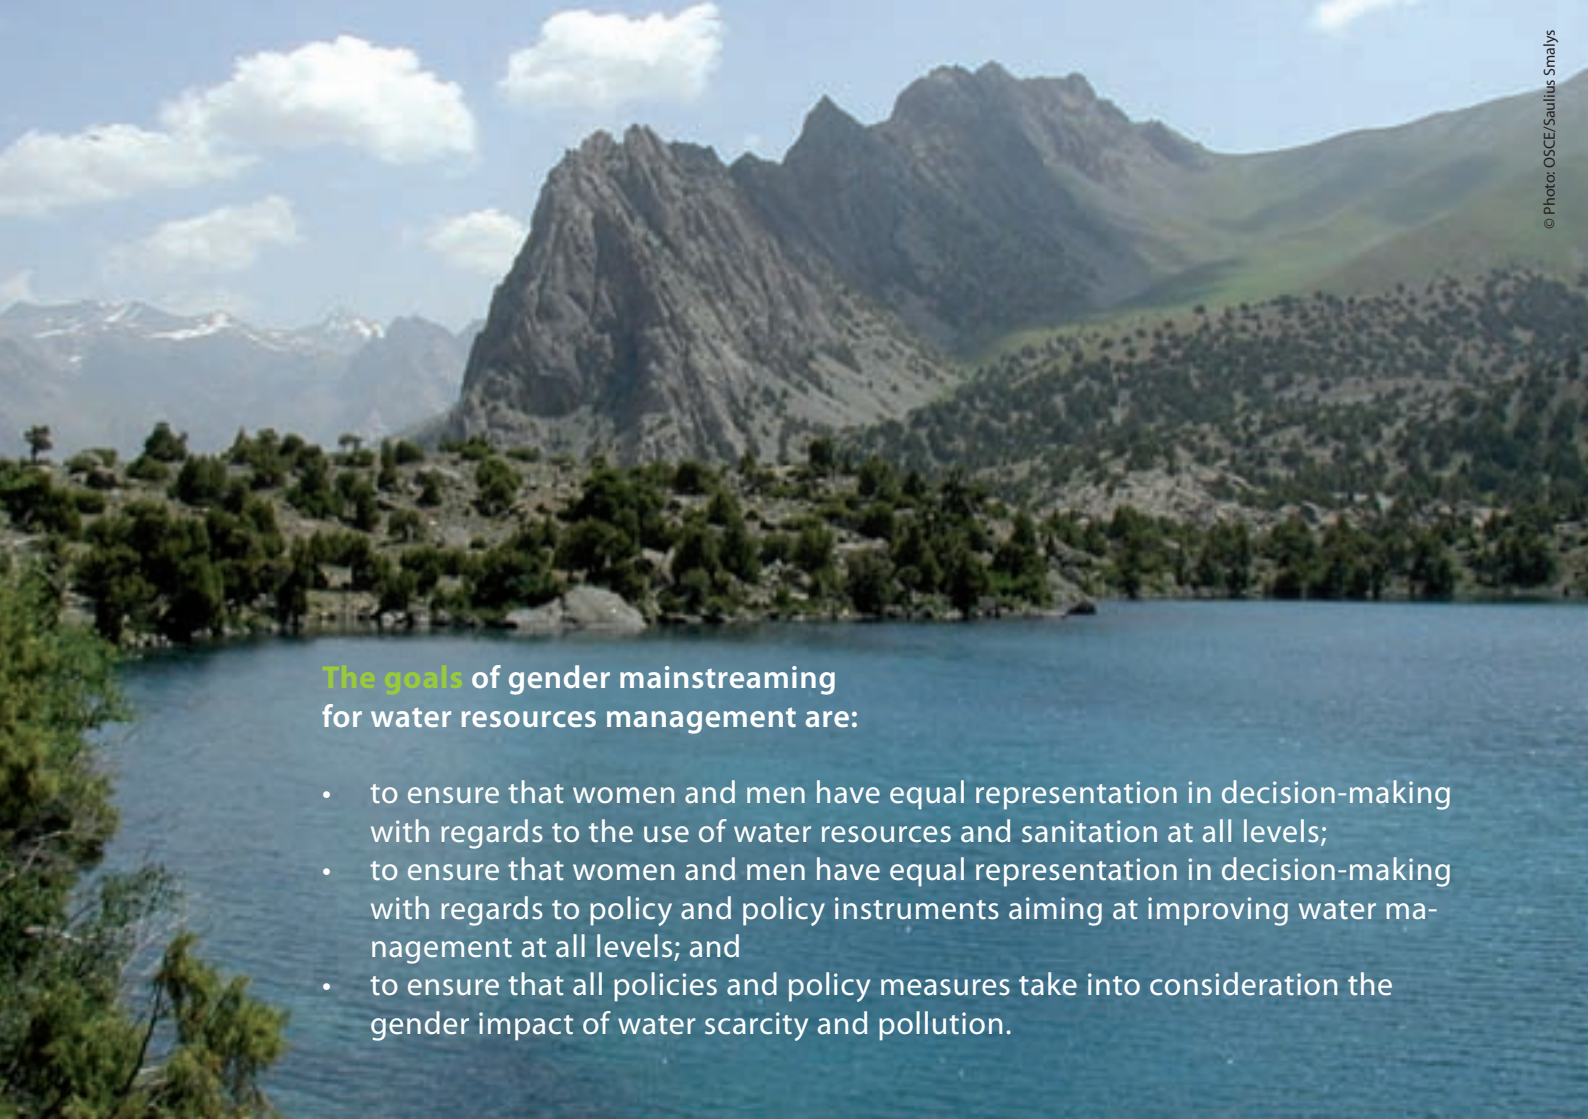 © Photo: OSCE/Saulius Smalys
The goals of gender mainstreaming
for water resources management are:
• to ensure that women and men have equal representation in decision-making
with regards to the use of water resources and sanitation at all levels;
• to ensure that women and men have equal representation in decision-making
with regards to policy and policy instruments aiming at improving water ma-
nagement at all levels; and
• to ensure that all policies and policy measures take into consideration the
gender impact of water scarcity and pollution.